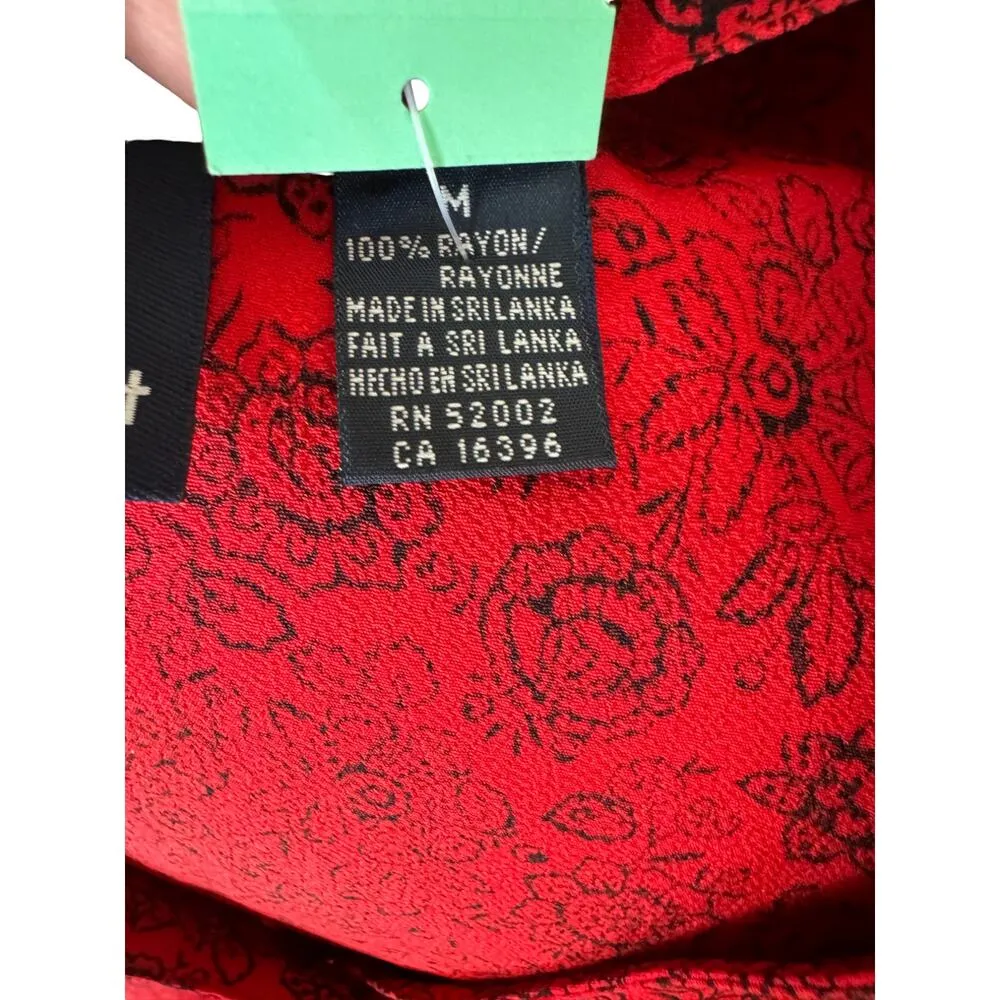 M
100% RAYON/
RAYONNE
MADE IN SRI LANKA
FAIT A SRI LANKA
HECHO EN SRI LANKA
RN 52002
CA 16396